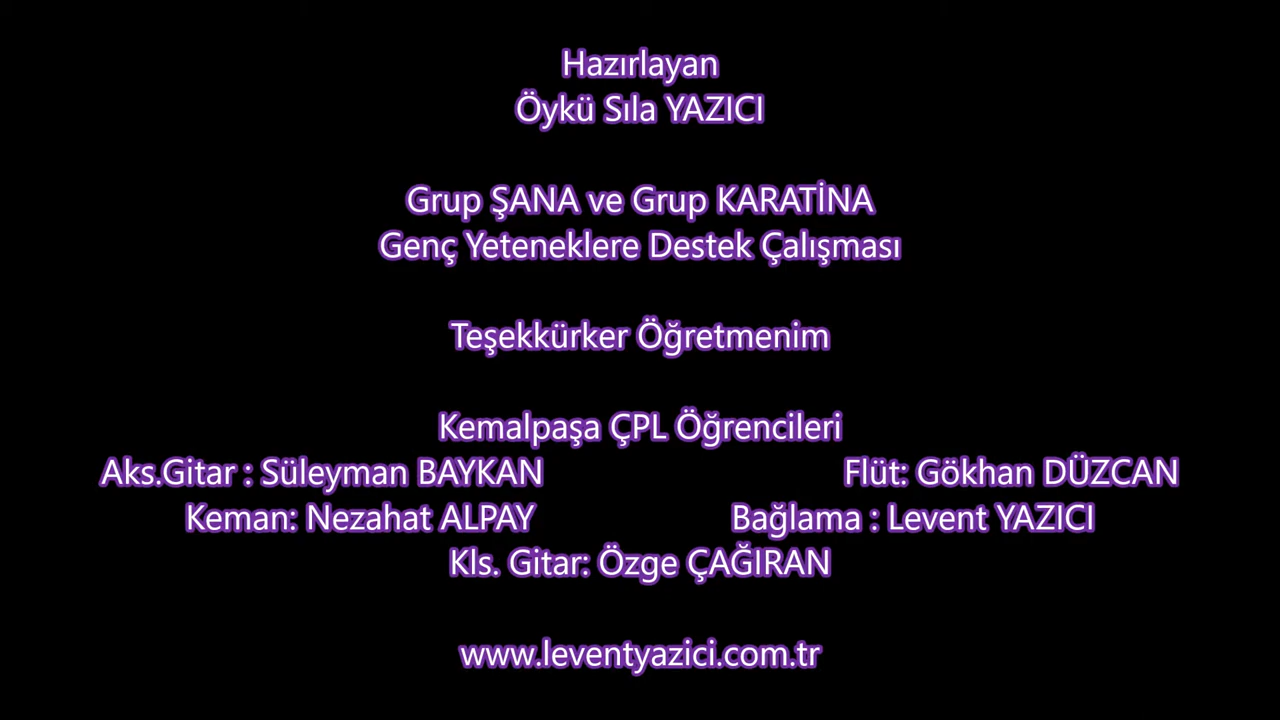 Hazırlayan
Öykü Sıla YAZICI
Grup ŞANA ve Grup KARATİNA
Genç Yeteneklere Destek Çalışması
Teşekkürker Öğretmenim
Kemalpaşa ÇPL Öğrencileri
Aks.Gitar : Süleyman BAYKAN Flüt: Gökhan DÜZCAN
Keman: Nezahat ALPAY Bağlama : Levent YAZICI
Kls. Gitar: Özge ÇAĞIRAN
www.leventyazici.com.tr